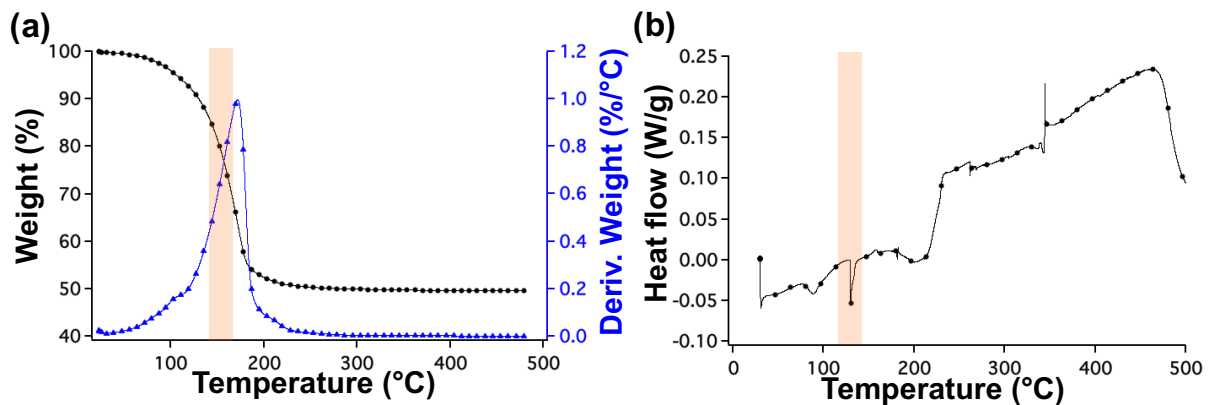 (a)
100
90
80
70
60
50
40
Weight (%)
1.2
1.0
0.8
0.6
0.4
0.2
0.0
Deriv. Weight (%/°C)
100 200 300 400 500
Temperature (°C)
(b)
0.25
0.20
0.15
0.10
0.05
0.00
-0.05
-0.10
Heat flow (W/g)
0 100 200 300 400 500
Temperature (°C)